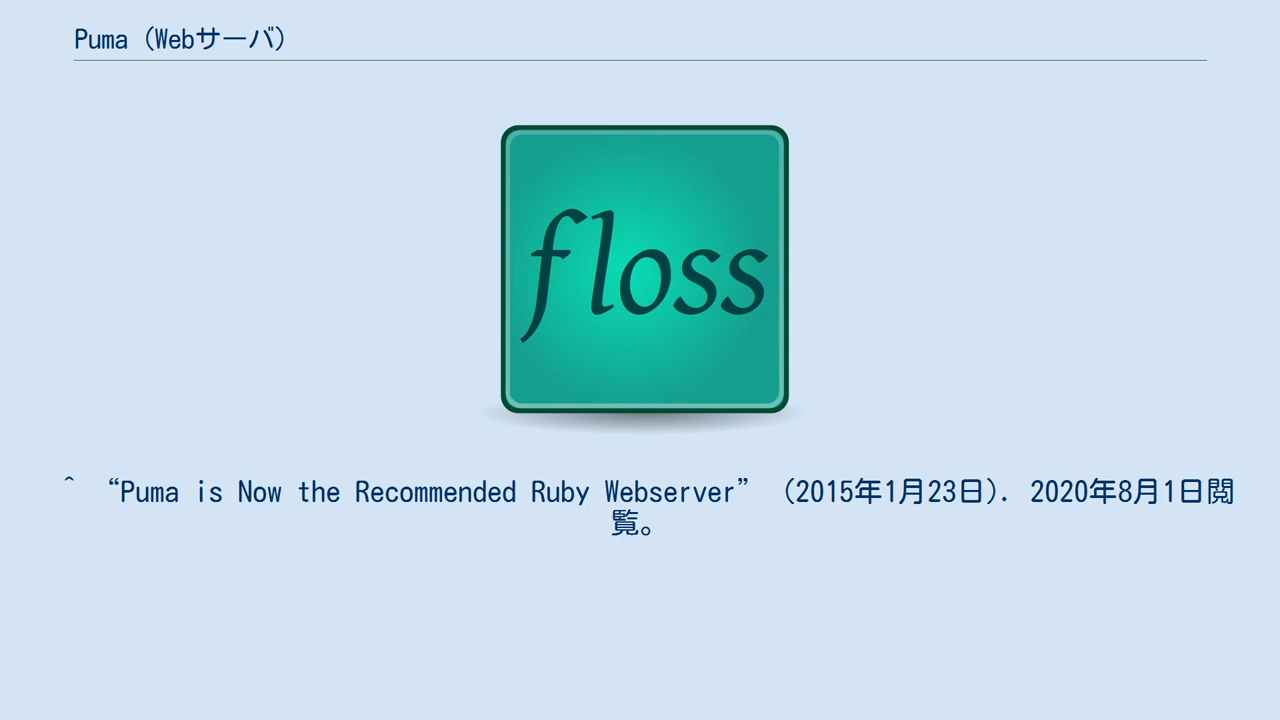 Puma（Webサーバ）
floss
^ “Puma is Now the Recommended Ruby Webserver” （2015年1月23日）. 2020年8月1日閲
覧。